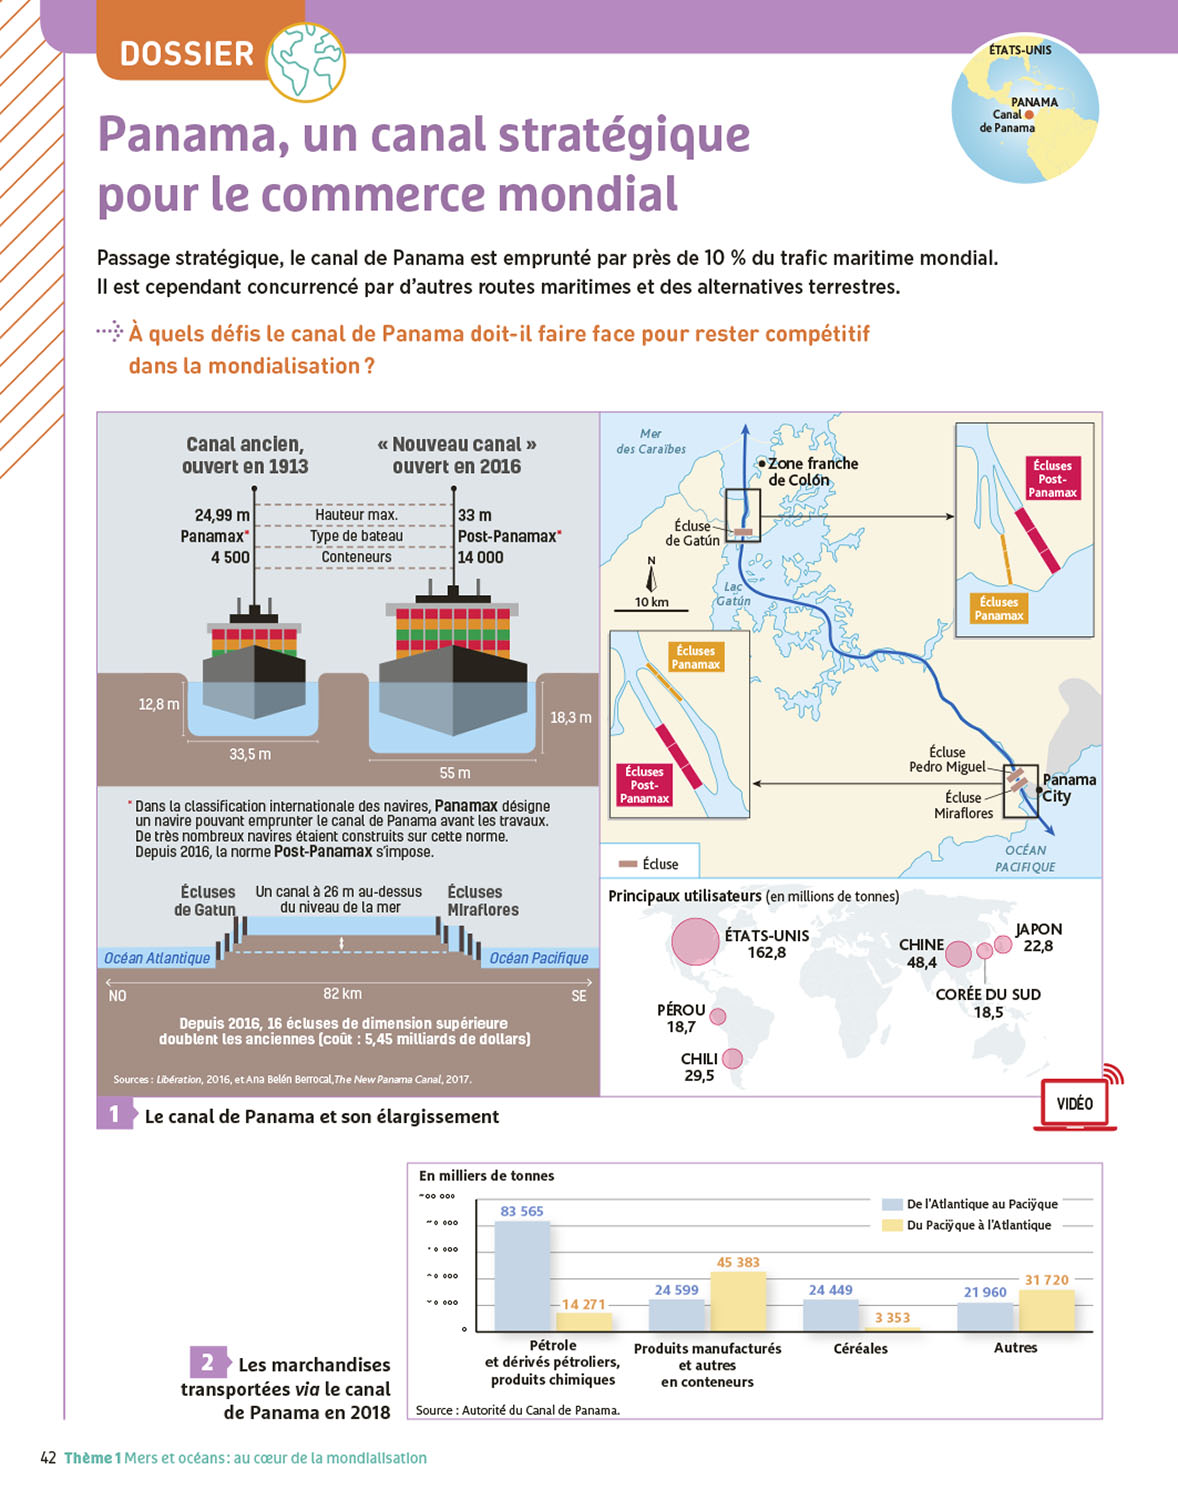 DOSSIER
ÉTATS-UNIS
PANAMA
Canal
de Panama
Panama, un canal stratégique
pour le commerce mondial
Passage stratégique, le canal de Panama est emprunté par près de 10 % du trafic maritime mondial.
Il est cependant concurrencé par d'autres routes maritimes et des alternatives terrestres.
À quels défis le canal de Panama doit-il faire face pour rester compétitif
dans la mondialisation ?
Canal ancien,
ouvert en 1913
« Nouveau canal »
ouvert en 2016
24,99 m Hauteur max. 33 m
Panamax* Type de bateau Post-Panamax*
4 500 Conteneurs 14 000
12,8 m
33,5 m
18,3 m
55 m
* Dans la classification internationale des navires, Panamax désigne
un navire pouvant emprunter le canal de Panama avant les travaux.
De très nombreux navires étaient construits sur cette norme.
Depuis 2016, la norme Post-Panamax s'impose.
Écluses
de Gatun
Un canal à 26 m au-dessus
du niveau de la mer
Écluses
Miraflores
Océan Atlantique
Océan Pacifique
NO 82 km SE
Depuis 2016, 16 écluses de dimension supérieure
doublent les anciennes (coût : 5,45 milliards de dollars)
Sources : Libération, 2016, et Ana Belén Berrocal, The New Panama Canal, 2017.
Mer
des Caraïbes
Zone franche
de Colón
Écluse
de Gatún
N
10 km
Lac
Gatún
Écluses
Post-
Panamax
Écluses
Panamax
Écluses
Panamax
Écluses
Post-
Panamax
Écluse
Pedro Miguel
Écluse
Miraflores
Panama
City
OCÉAN
PACIFIQUE
Écluse
Principaux utilisateurs (en millions de tonnes)
ÉTATS-UNIS
162,8
CHINE
48,4
JAPON
22,8
CORÉE DU SUD
18,5
PÉROU
18,7
CHILI
29,5
VIDÉO
1 Le canal de Panama et son élargissement
En milliers de tonnes
De l'Atlantique au Paciÿque
Du Paciÿque à l'Atlantique
83 565
14 271
24 599
45 383
24 449
3 353
21 960
31 720
0
Pétrole
et dérivés pétroliers,
produits chimiques
Produits manufacturés
et autres
en conteneurs
Céréales
Autres
Source : Autorité du Canal de Panama.
2 Les marchandises
transportées via le canal
de Panama en 2018
42 Thème 1 Mers et océans : au cœur de la mondialisation